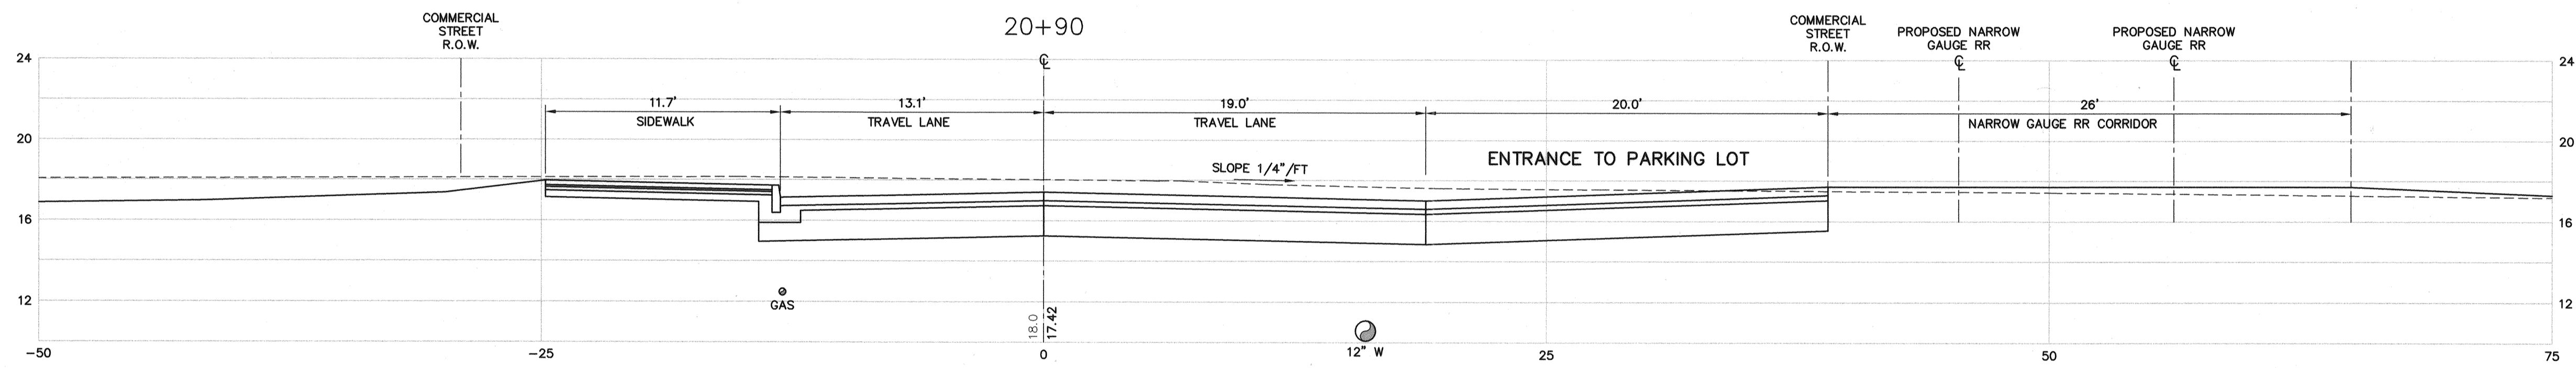 COMMERCIAL
STREET
R.O.W.
20+90
℄
COMMERCIAL
STREET
R.O.W.
PROPOSED NARROW
GAUGE RR
℄
PROPOSED NARROW
GAUGE RR
℄
24
24
11.7'
13.1'
19.0'
20.0'
26'
SIDEWALK
TRAVEL LANE
TRAVEL LANE
NARROW GAUGE RR CORRIDOR
20
20
SLOPE 1/4"/FT
ENTRANCE TO PARKING LOT
16
16
12
12
GAS
18.0
17.42
12" W
-50
-25
0
25
50
75